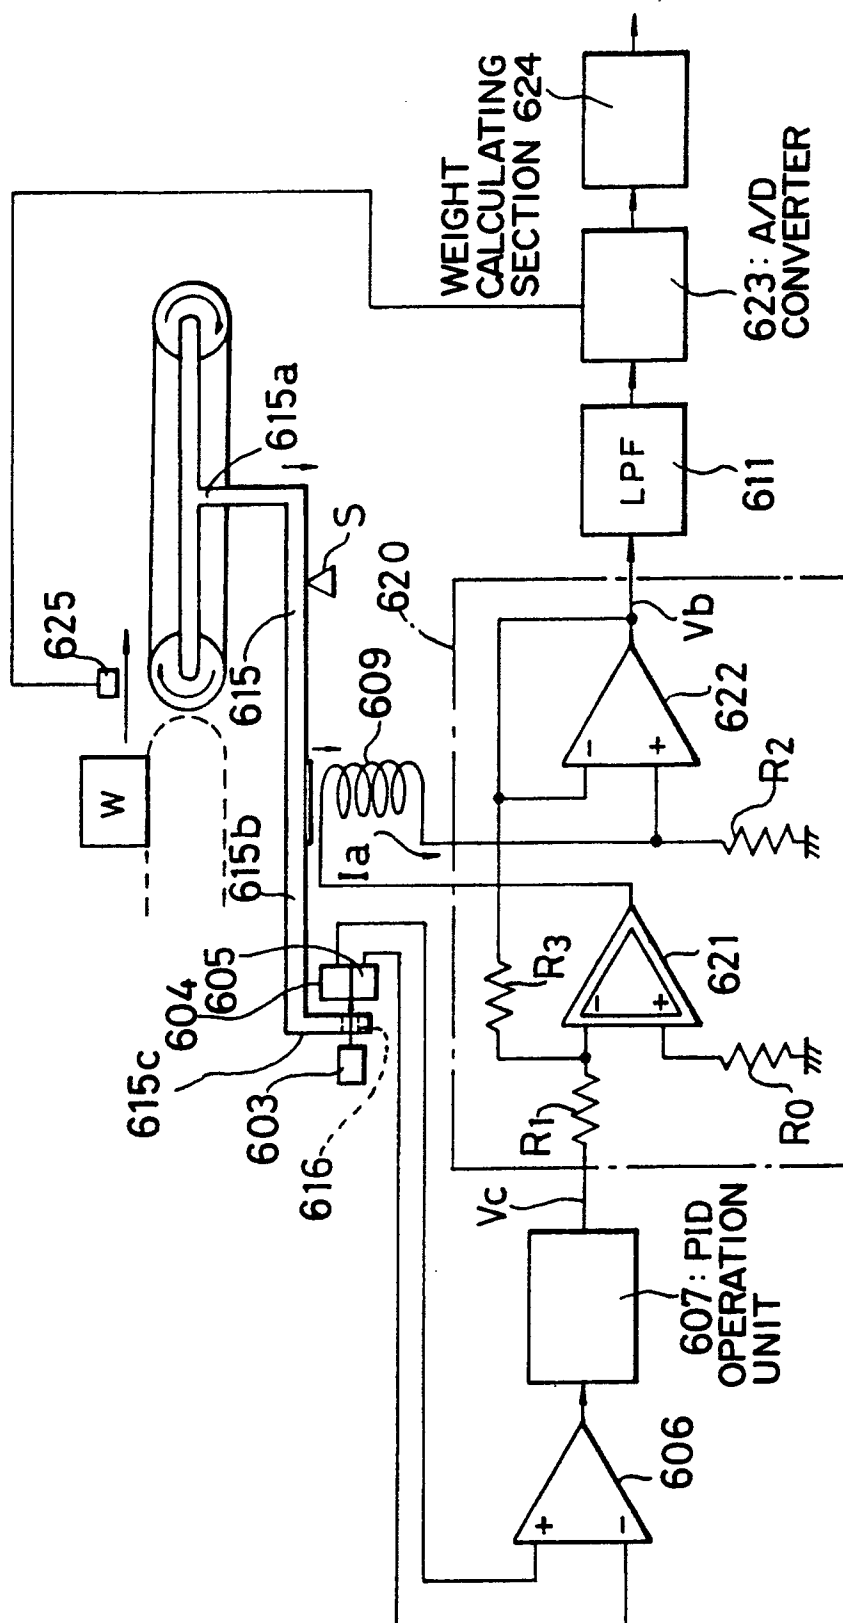 W
625
615a
615
S
615b
615c
604
605
603
616
609
Ia
620
Vc
R1
R3
R0
R2
-
+
621
-
+
622
Vb
+
-
606
607: PID
OPERATION
UNIT
LPF
611
623: A/D
CONVERTER
WEIGHT
CALCULATING
SECTION 624